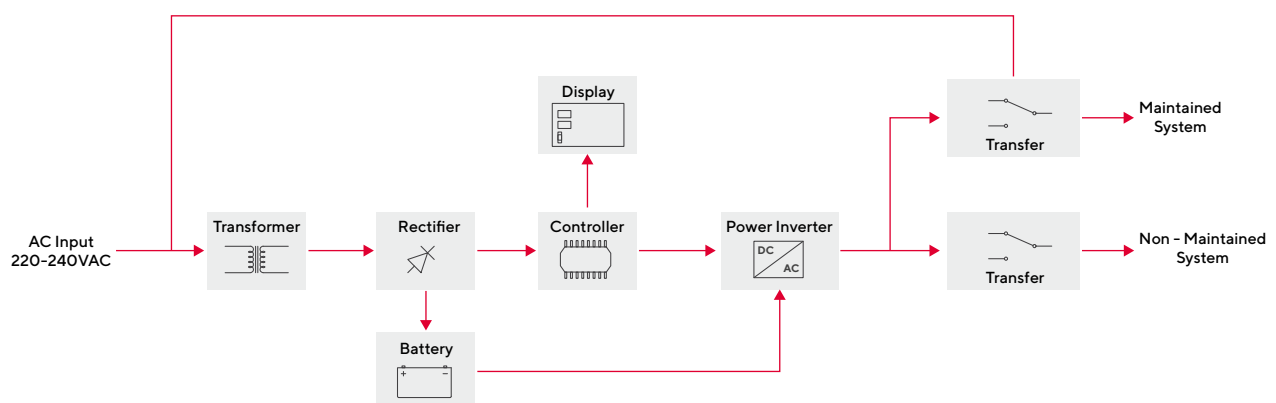 Display
Transfer
Maintained
System
AC Input
220-240VAC
Transformer
Rectifier
Controller
Power Inverter
DC
AC
Transfer
Non - Maintained
System
Battery
+ −